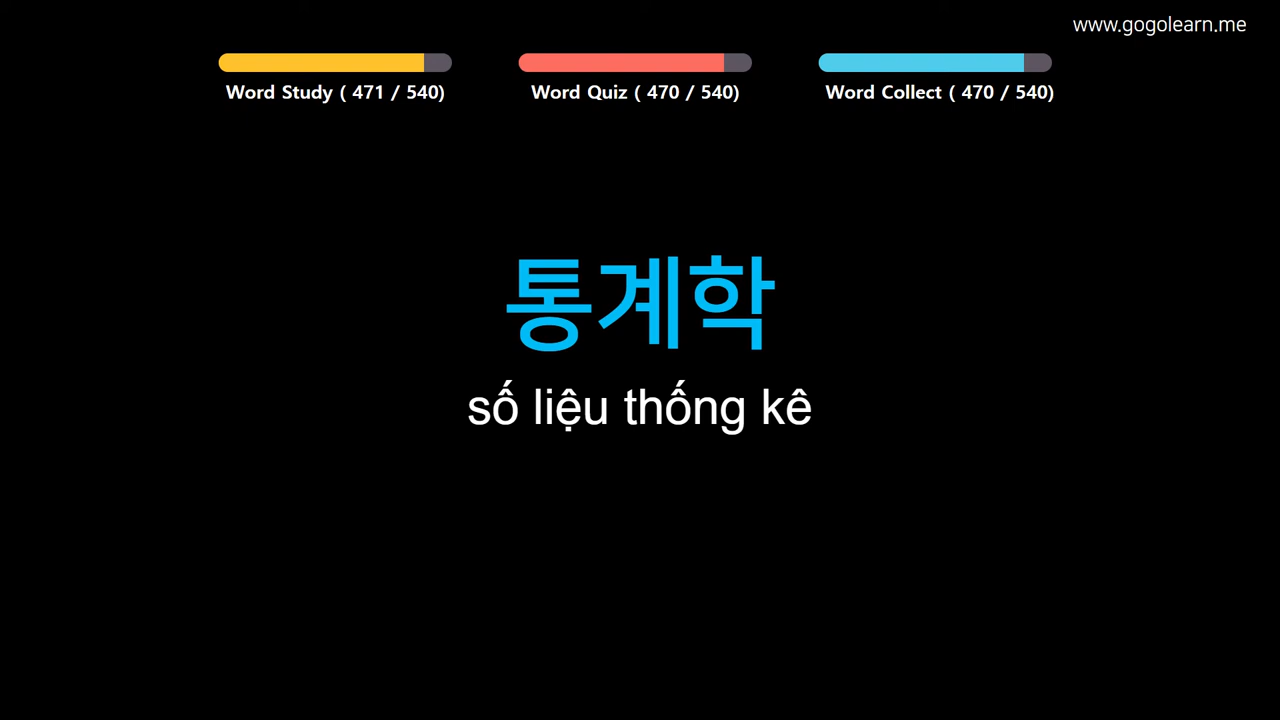 www.gogolearn.me
Word Study ( 471 / 540)
Word Quiz ( 470 / 540)
Word Collect ( 470 / 540)
통계학
số liệu thống kê